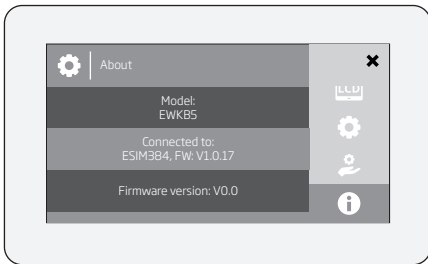 About
LCD
Model:
EWKB5
Connected to:
ESIM384, FW: V1.0.17
Firmware version: V0.0